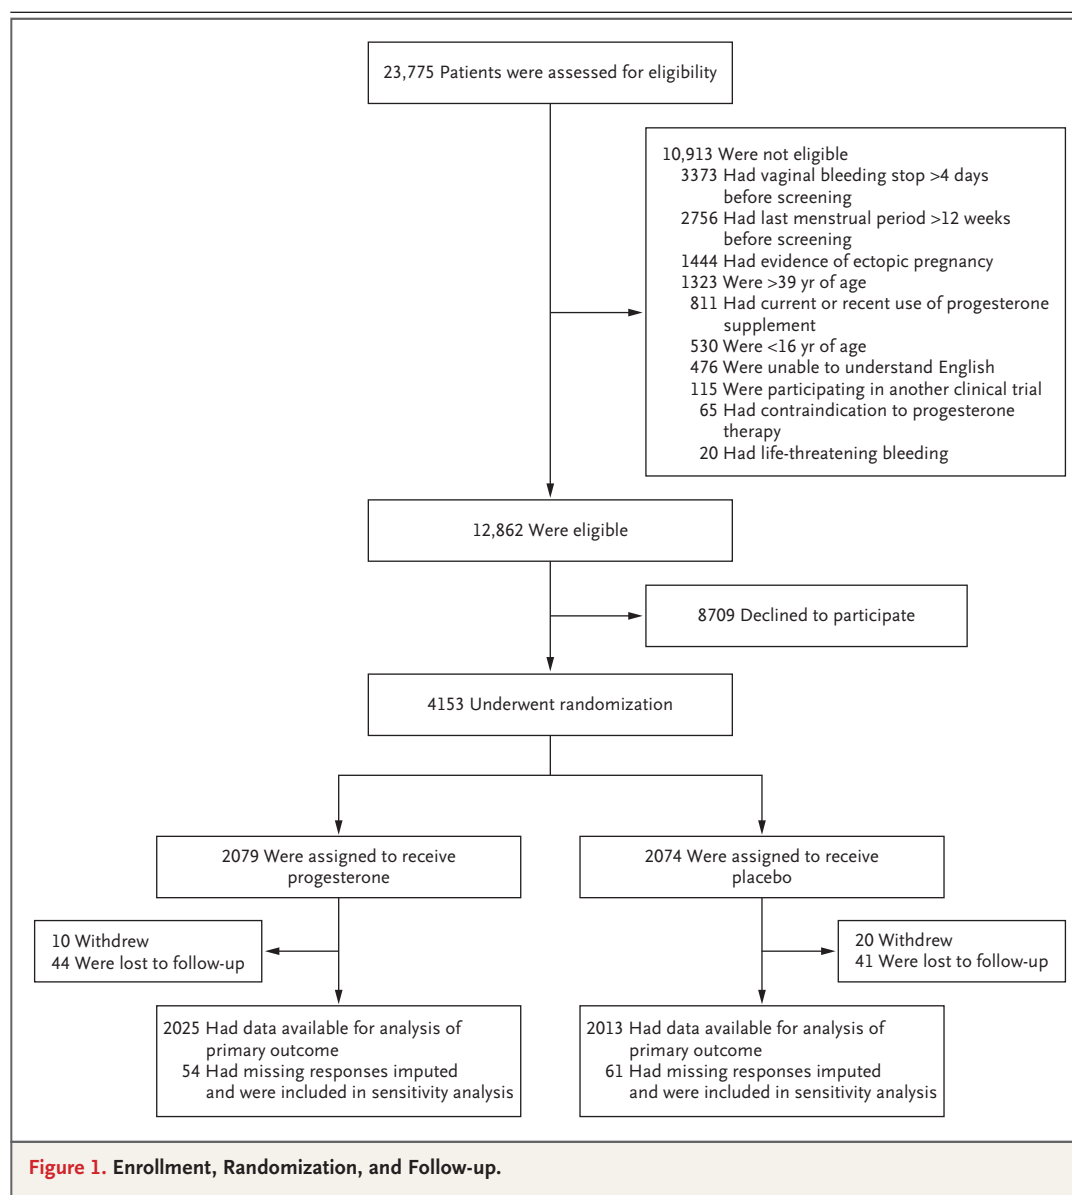 23,775 Patients were assessed for eligibility
10,913 Were not eligible
3373 Had vaginal bleeding stop >4 days
before screening
2756 Had last menstrual period >12 weeks
before screening
1444 Had evidence of ectopic pregnancy
1323 Were >39 yr of age
811 Had current or recent use of progesterone
supplement
530 Were <16 yr of age
476 Were unable to understand English
115 Were participating in another clinical trial
65 Had contraindication to progesterone
therapy
20 Had life-threatening bleeding
12,862 Were eligible
8709 Declined to participate
4153 Underwent randomization
2079 Were assigned to receive
progesterone
2074 Were assigned to receive
placebo
10 Withdrew
44 Were lost to follow-up
20 Withdrew
41 Were lost to follow-up
2025 Had data available for analysis of
primary outcome
54 Had missing responses imputed
and were included in sensitivity analysis
2013 Had data available for analysis of
primary outcome
61 Had missing responses imputed
and were included in sensitivity analysis
Figure 1. Enrollment, Randomization, and Follow-up.